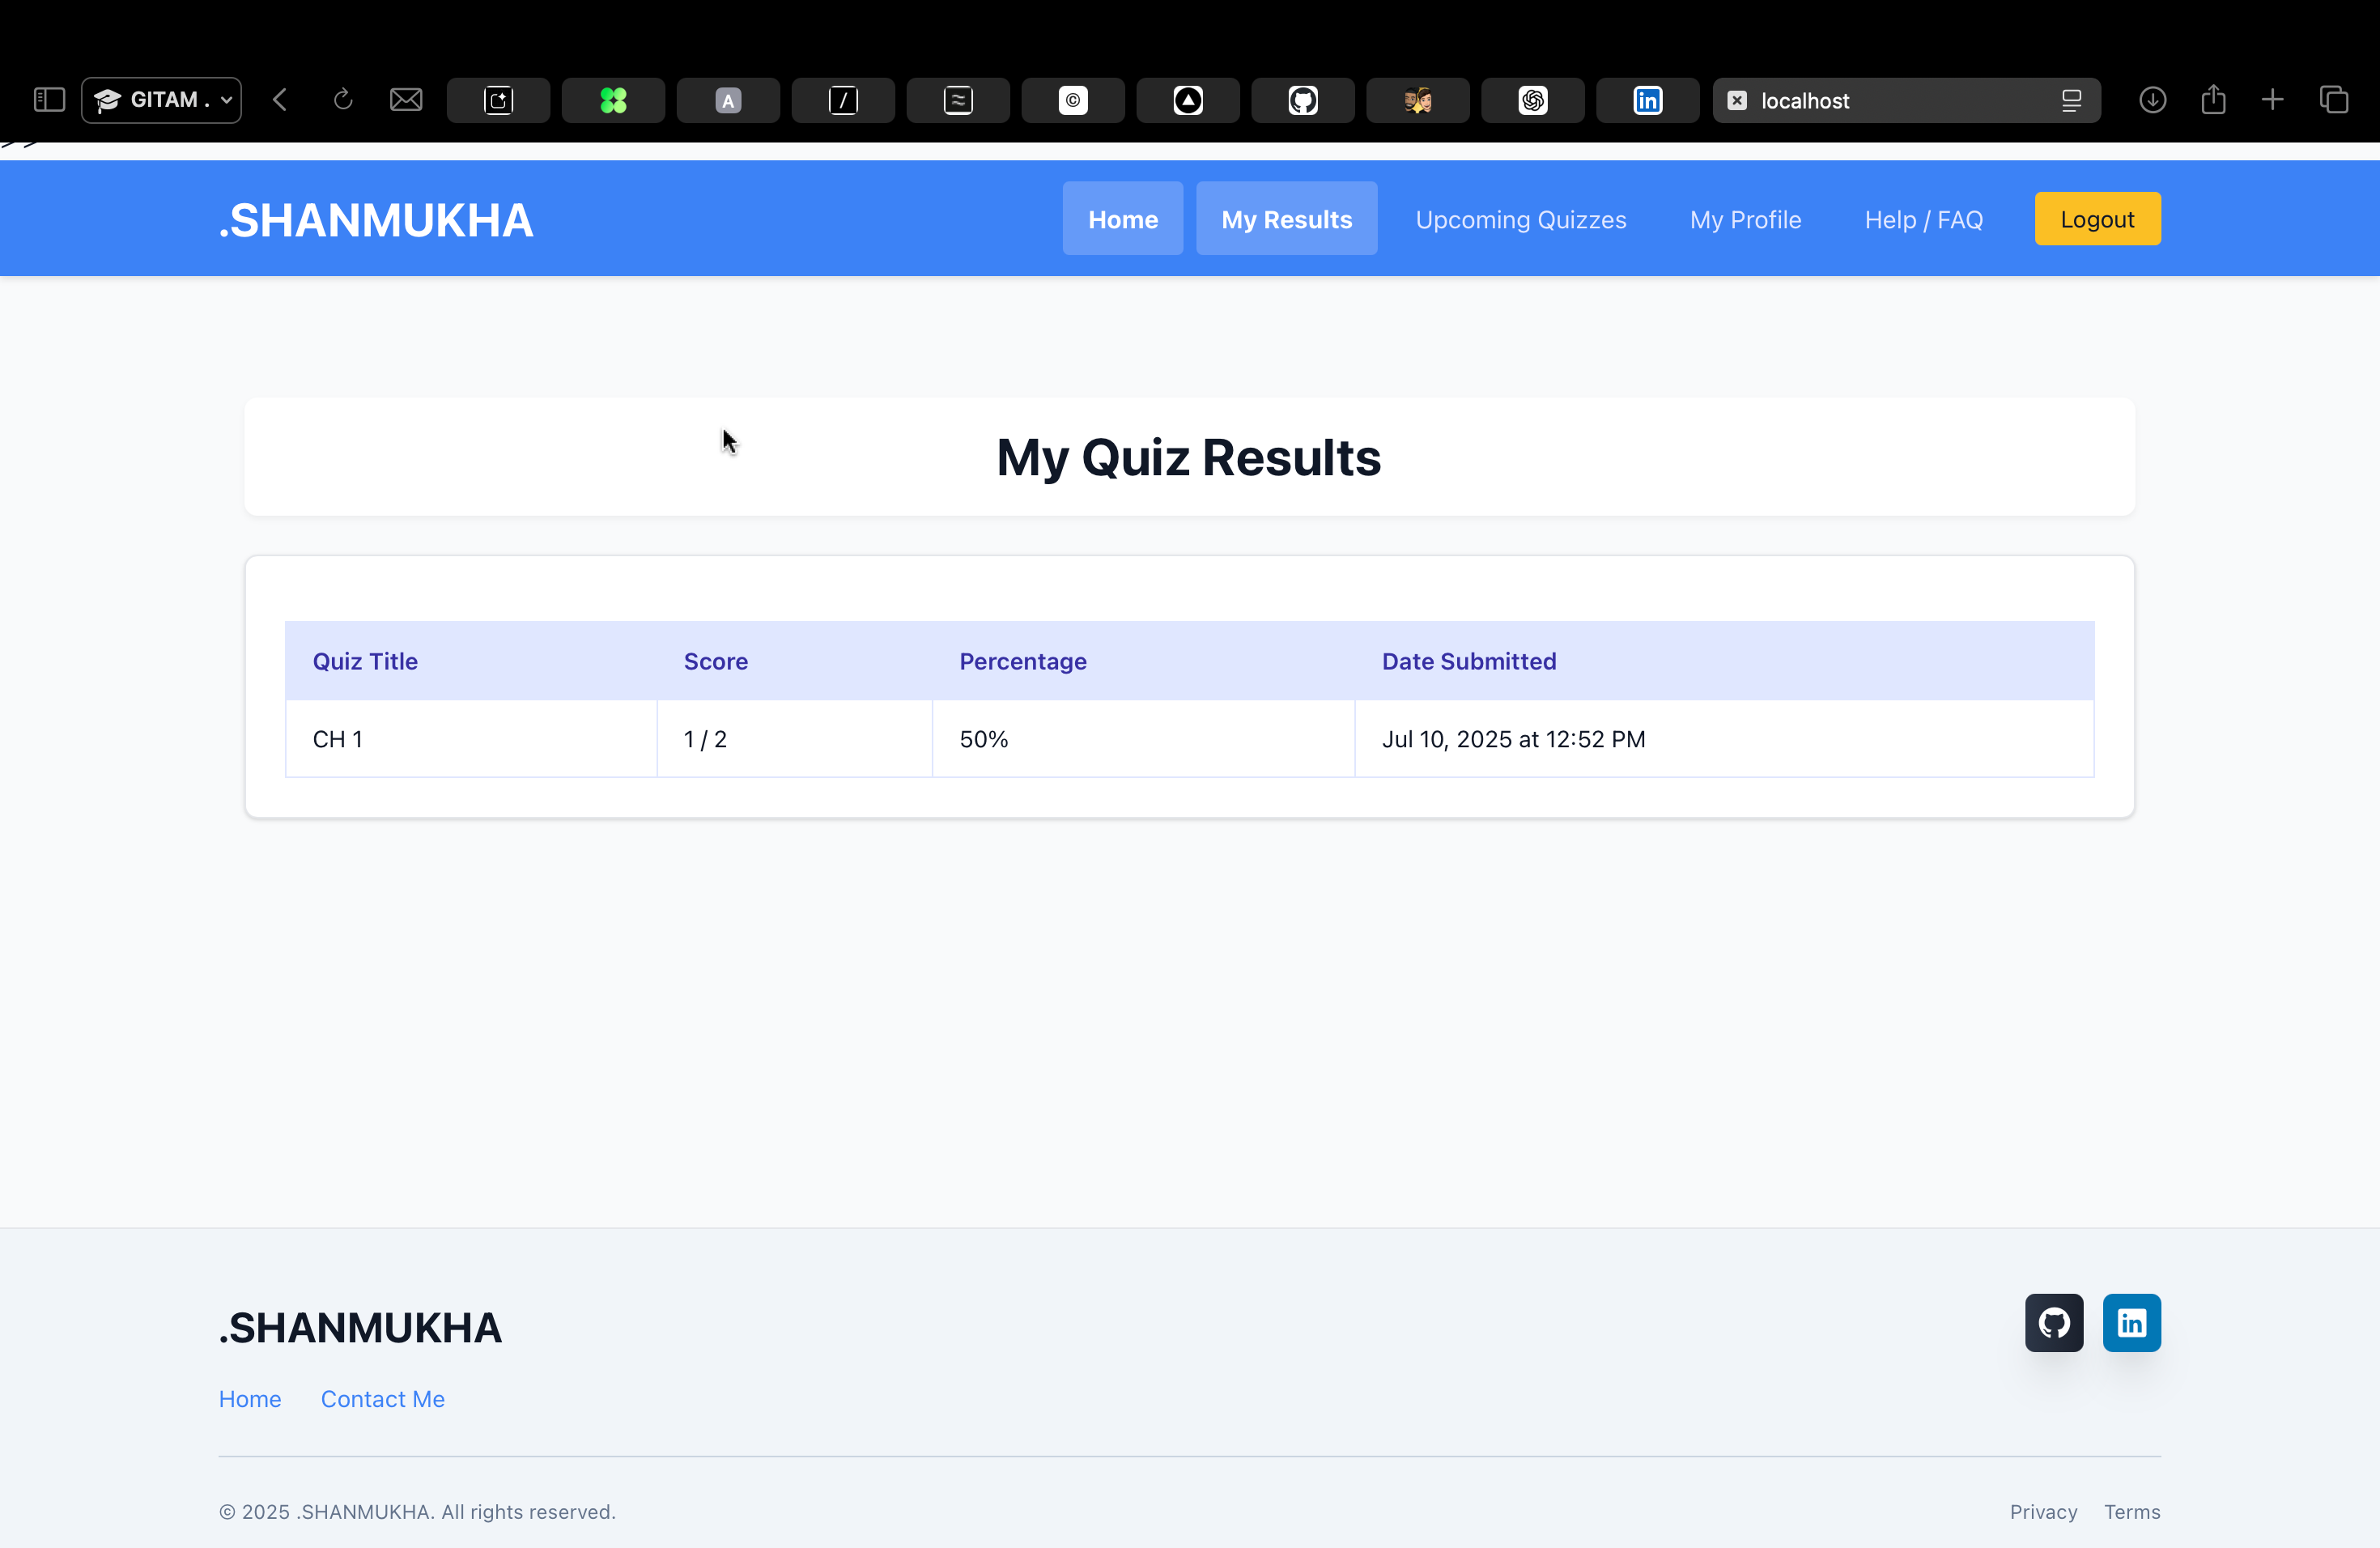 GITAM .
A
localhost
> >
.SHANMUKHA
Home
My Results
Upcoming Quizzes
My Profile
Help / FAQ
Logout
My Quiz Results
Quiz Title Score Percentage Date Submitted
CH 1 1 / 2 50% Jul 10, 2025 at 12:52 PM
.SHANMUKHA
Home Contact Me
© 2025 .SHANMUKHA. All rights reserved.
Privacy Terms